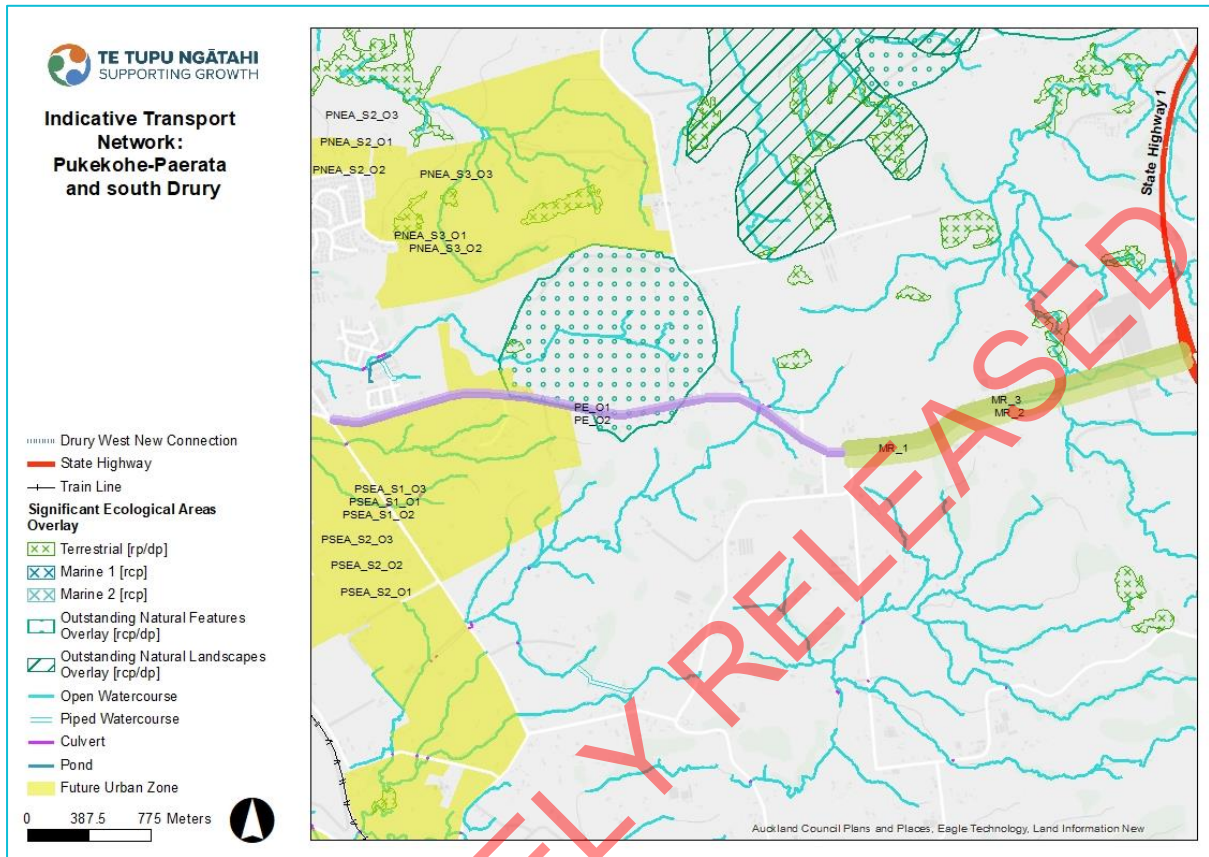 TE TUPU NGĀTAHI
SUPPORTING GROWTH
Indicative Transport
Network:
Pukekohe-Paerata
and south Drury
Drury West New Connection
State Highway
Train Line
Significant Ecological Areas
Overlay
Terrestrial [rp/dp]
Marine 1 [rcp]
Marine 2 [rcp]
Outstanding Natural Features
Overlay [rcp/dp]
Outstanding Natural Landscapes
Overlay [rcp/dp]
Open Watercourse
Piped Watercourse
Culvert
Pond
Future Urban Zone
0 387.5 775 Meters
PNEA_S2_O3
PNEA_S2_O1
PNEA_S2_O2
PNEA_S3_O3
PNEA_S3_O1
PNEA_S3_O2
State Highway 1
PE_O1
PE_O2
MR_3
MR_2
MR_1
PSEA_S1_O3
PSEA_S1_O1
PSEA_S1_O2
PSEA_S2_O3
PSEA_S2_O2
PSEA_S2_O1
ELY RELEASED
Auckland Council Plans and Places, Eagle Technology, Land Information New